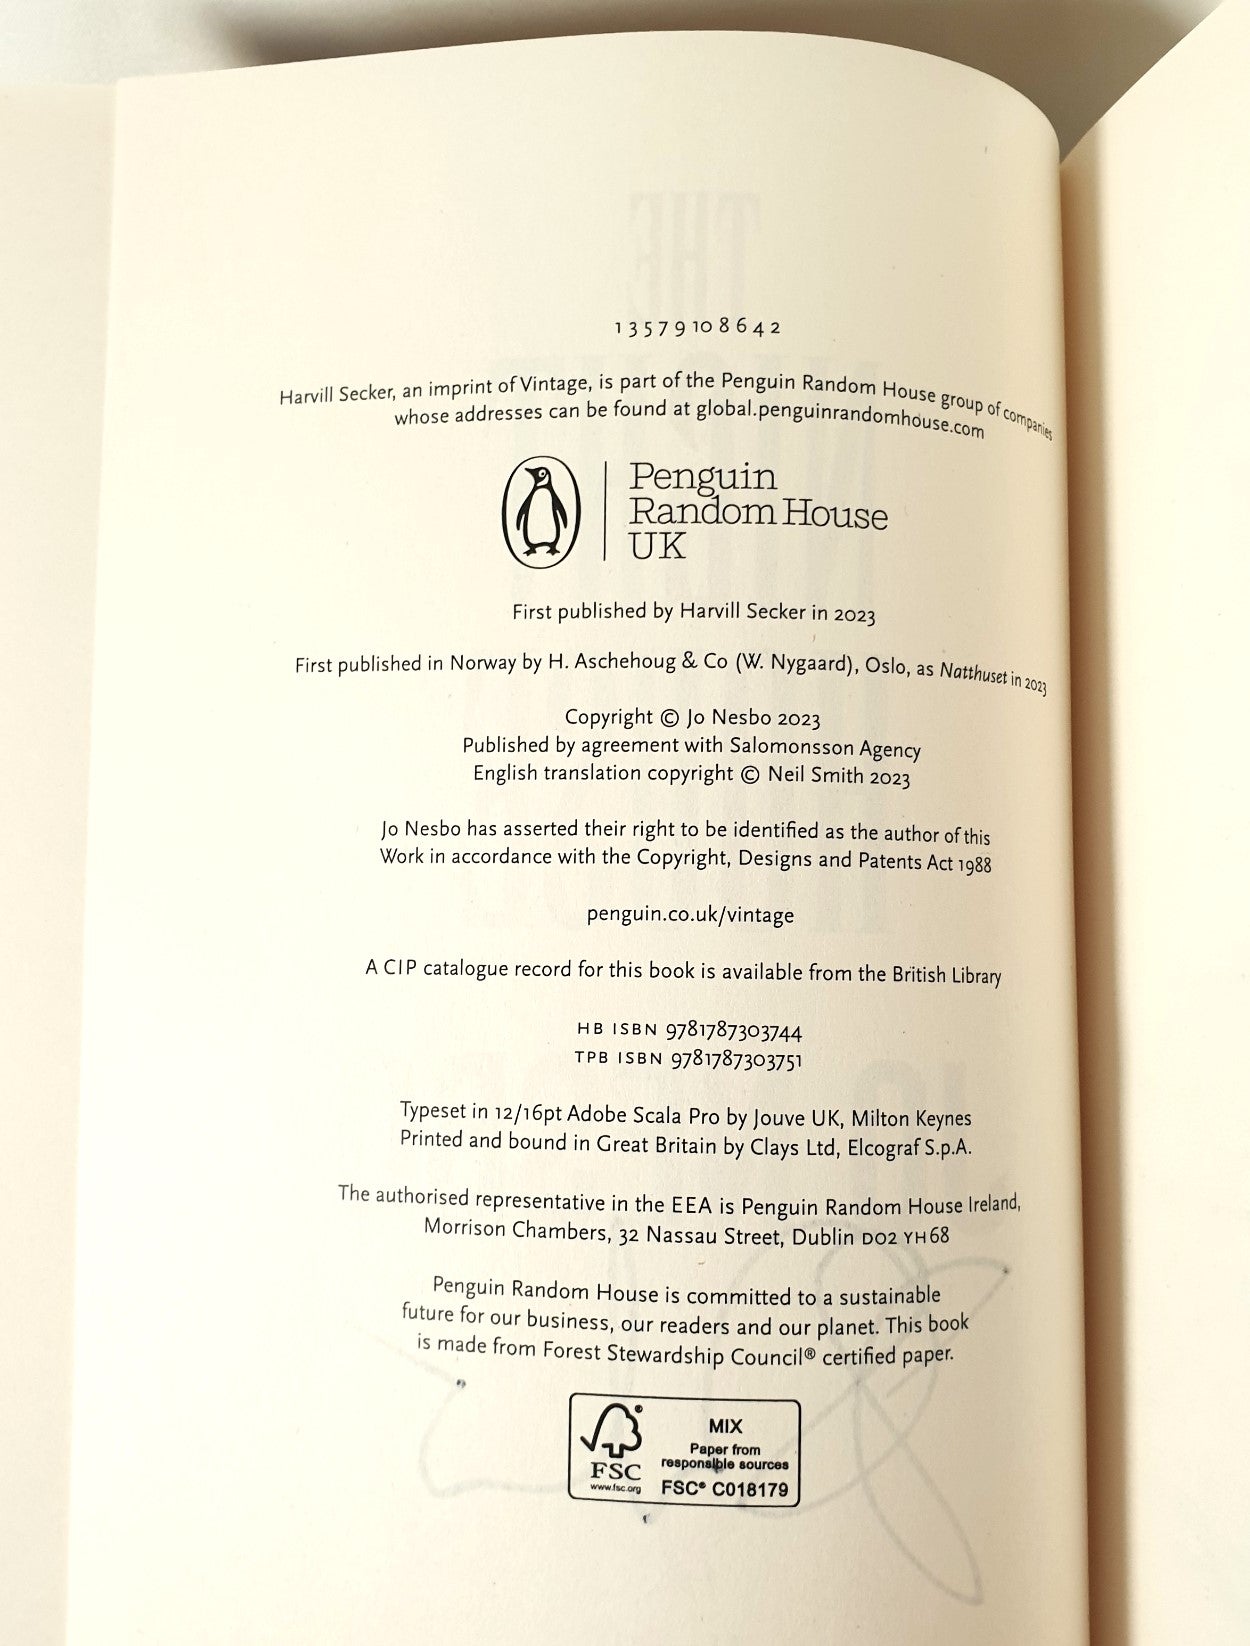 1 3 5 7 9 10 8 6 4 2
Harvill Secker, an imprint of Vintage, is part of the Penguin Random House group of companies
whose addresses can be found at global.penguinrandomhouse.com
Penguin
Random House
UK
First published by Harvill Secker in 2023
First published in Norway by H. Aschehoug & Co (W. Nygaard), Oslo, as Natthuset in 2023
Copyright © Jo Nesbo 2023
Published by agreement with Salomonsson Agency
English translation copyright © Neil Smith 2023
Jo Nesbo has asserted their right to be identified as the author of this
Work in accordance with the Copyright, Designs and Patents Act 1988
penguin.co.uk/vintage
A CIP catalogue record for this book is available from the British Library
HB ISBN 9781787303744
TPB ISBN 9781787303751
Typeset in 12/16pt Adobe Scala Pro by Jouve UK, Milton Keynes
Printed and bound in Great Britain by Clays Ltd, Elcograf S.p.A.
The authorised representative in the EEA is Penguin Random House Ireland,
Morrison Chambers, 32 Nassau Street, Dublin D02 YH68
Penguin Random House is committed to a sustainable
future for our business, our readers and our planet. This book
is made from Forest Stewardship Council® certified paper.
FSC
www.fsc.org
MIX
Paper from
responsible sources
FSC® C018179